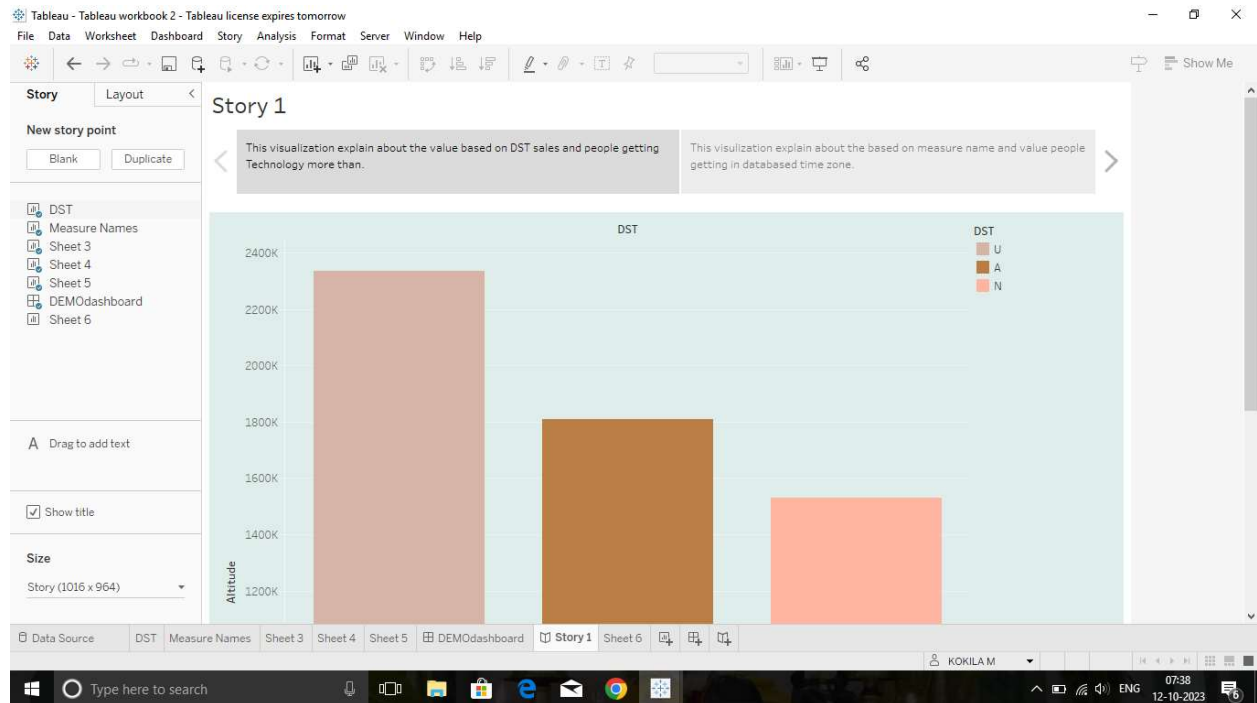 Tableau - Tableau workbook 2 - Tableau license expires tomorrow
File Data Worksheet Dashboard Story Analysis Format Server Window Help
Show Me
Story Layout
Story 1
New story point
Blank Duplicate
This visualization explain about the value based on DST sales and people getting
Technology more than.
This visulization explain about the based on measure name and value people
getting in databased time zone.
DST
Measure Names
Sheet 3
Sheet 4
Sheet 5
DEMOdashboard
Sheet 6
A Drag to add text
Show title
Size
Story (1016 x 964)
DST
DST
U
A
N
2400K
2200K
2000K
1800K
1600K
1400K
1200K
Altitude
Data Source DST Measure Names Sheet 3 Sheet 4 Sheet 5 DEMOdashboard Story 1 Sheet 6
KOKILA M
Type here to search
ENG
07:38
12-10-2023
6